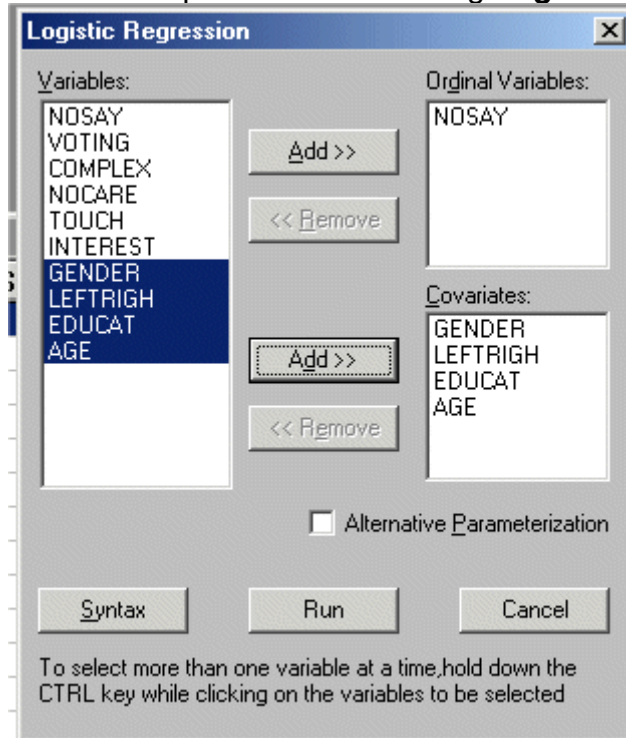 Logistic Regression
Variables:
NOSAY
VOTING
COMPLEX
NOCARE
TOUCH
INTEREST
GENDER
LEFTRIGH
EDUCAT
AGE
Add >>
<< Remove
Ordinal Variables:
NOSAY
Add >>
<< Remove
Covariates:
GENDER
LEFTRIGH
EDUCAT
AGE
Alternative Parameterization
Syntax
Run
Cancel
To select more than one variable at a time,hold down the
CTRL key while clicking on the variables to be selected